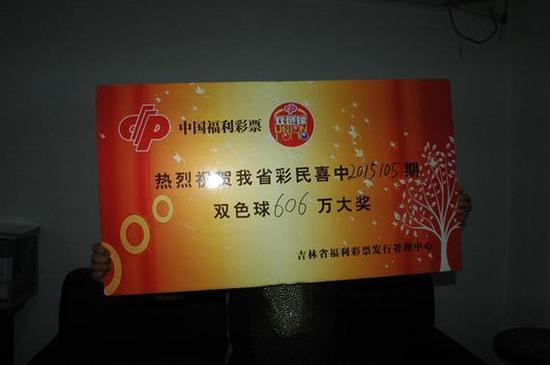 中国福利彩票
双色球
UNION
LOTTO
热烈祝贺我省彩民喜中2015105期
双色球606万大奖
吉林省福利彩票发行管理中心